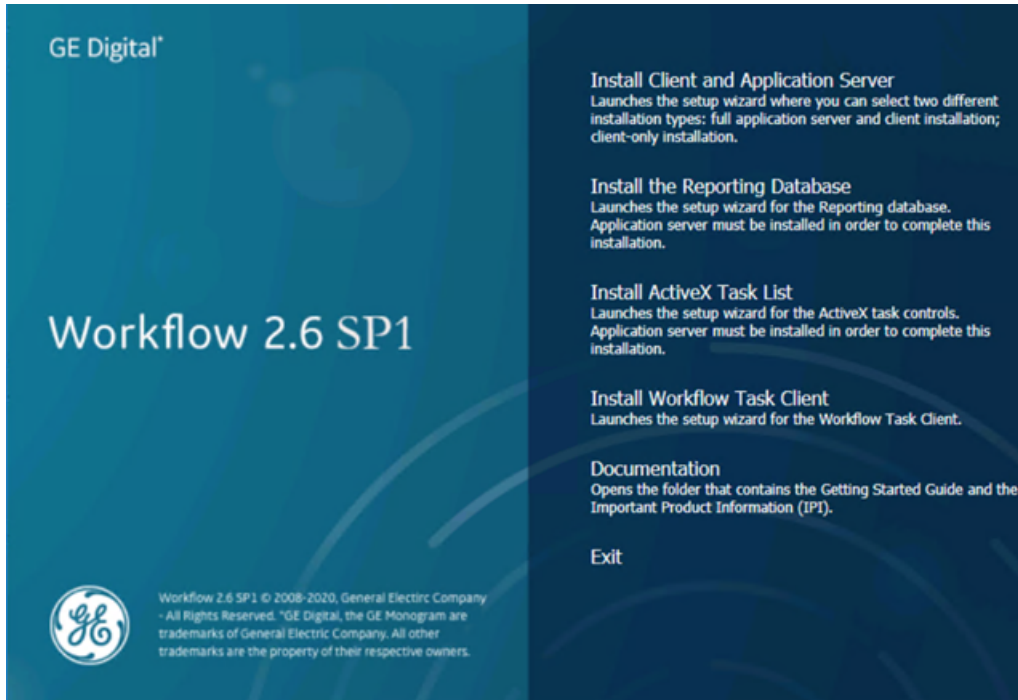 GE Digital*
Workflow 2.6 SP1
Workflow 2.6 SP1 © 2008-2020, General Electirc Company
- All Rights Reserved. *GE Digital, the GE Monogram are
trademarks of General Electric Company. All other
trademarks are the property of their respective owners.
GE
Install Client and Application Server
Launches the setup wizard where you can select two different
installation types: full application server and client installation;
client-only installation.
Install the Reporting Database
Launches the setup wizard for the Reporting database.
Application server must be installed in order to complete this
installation.
Install ActiveX Task List
Launches the setup wizard for the ActiveX task controls.
Application server must be installed in order to complete this
installation.
Install Workflow Task Client
Launches the setup wizard for the Workflow Task Client.
Documentation
Opens the folder that contains the Getting Started Guide and the
Important Product Information (IPI).
Exit